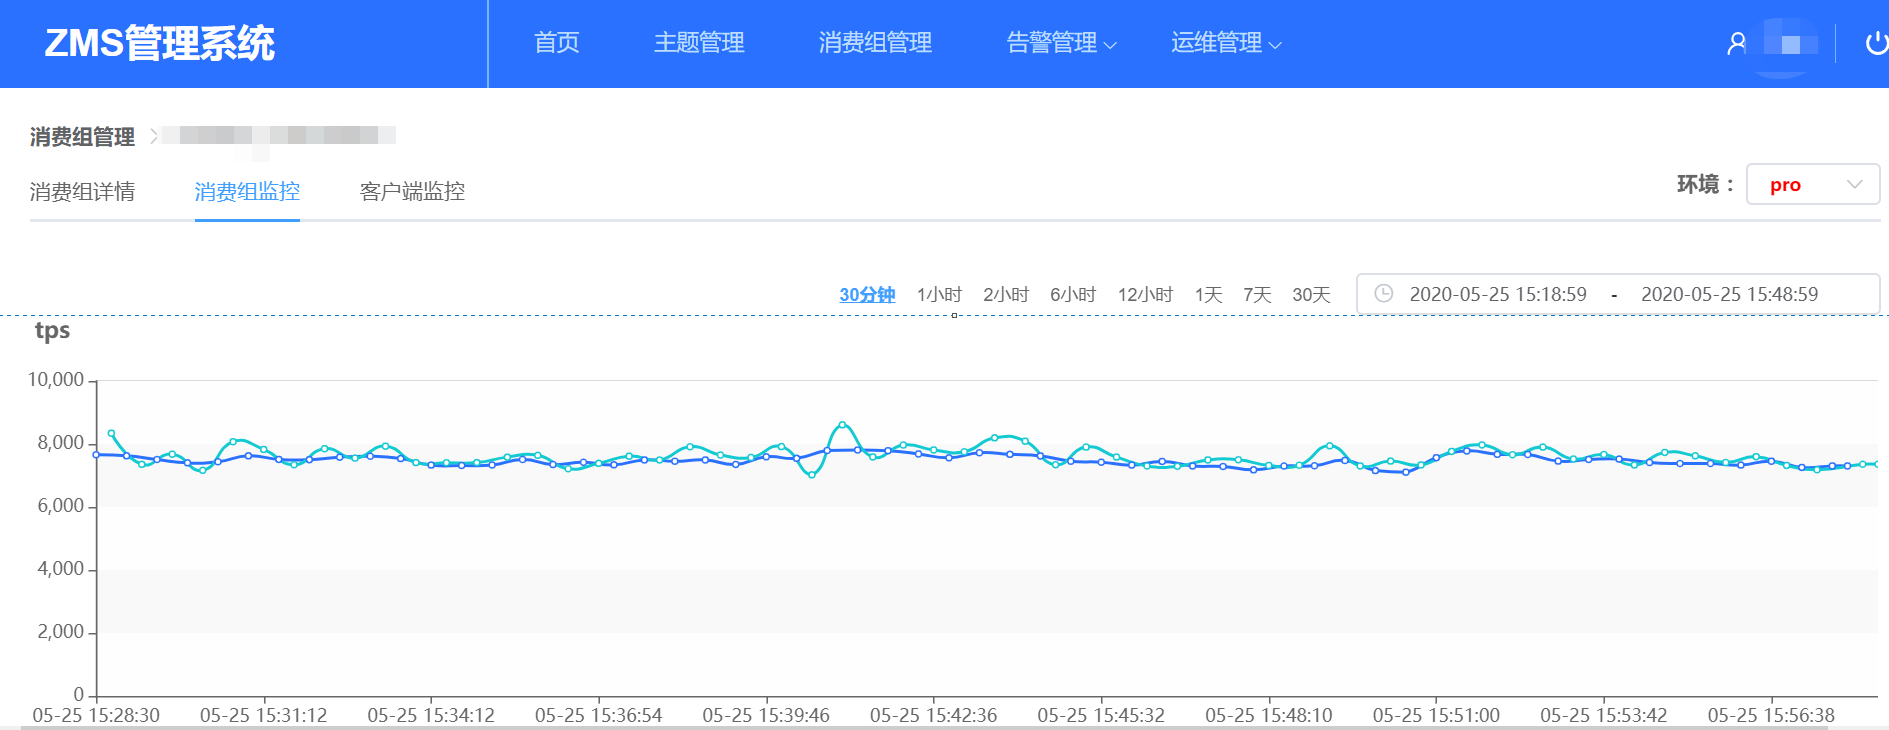 ZMS管理系统 首页 主题管理 消费组管理 告警管理 运维管理
消费组管理
消费组详情 消费组监控 客户端监控
环境： pro
30分钟 1小时 2小时 6小时 12小时 1天 7天 30天 2020-05-25 15:18:59 - 2020-05-25 15:48:59
tps
10,000
8,000
6,000
4,000
2,000
0
05-25 15:28:30 05-25 15:31:12 05-25 15:34:12 05-25 15:36:54 05-25 15:39:46 05-25 15:42:36 05-25 15:45:32 05-25 15:48:10 05-25 15:51:00 05-25 15:53:42 05-25 15:56:38